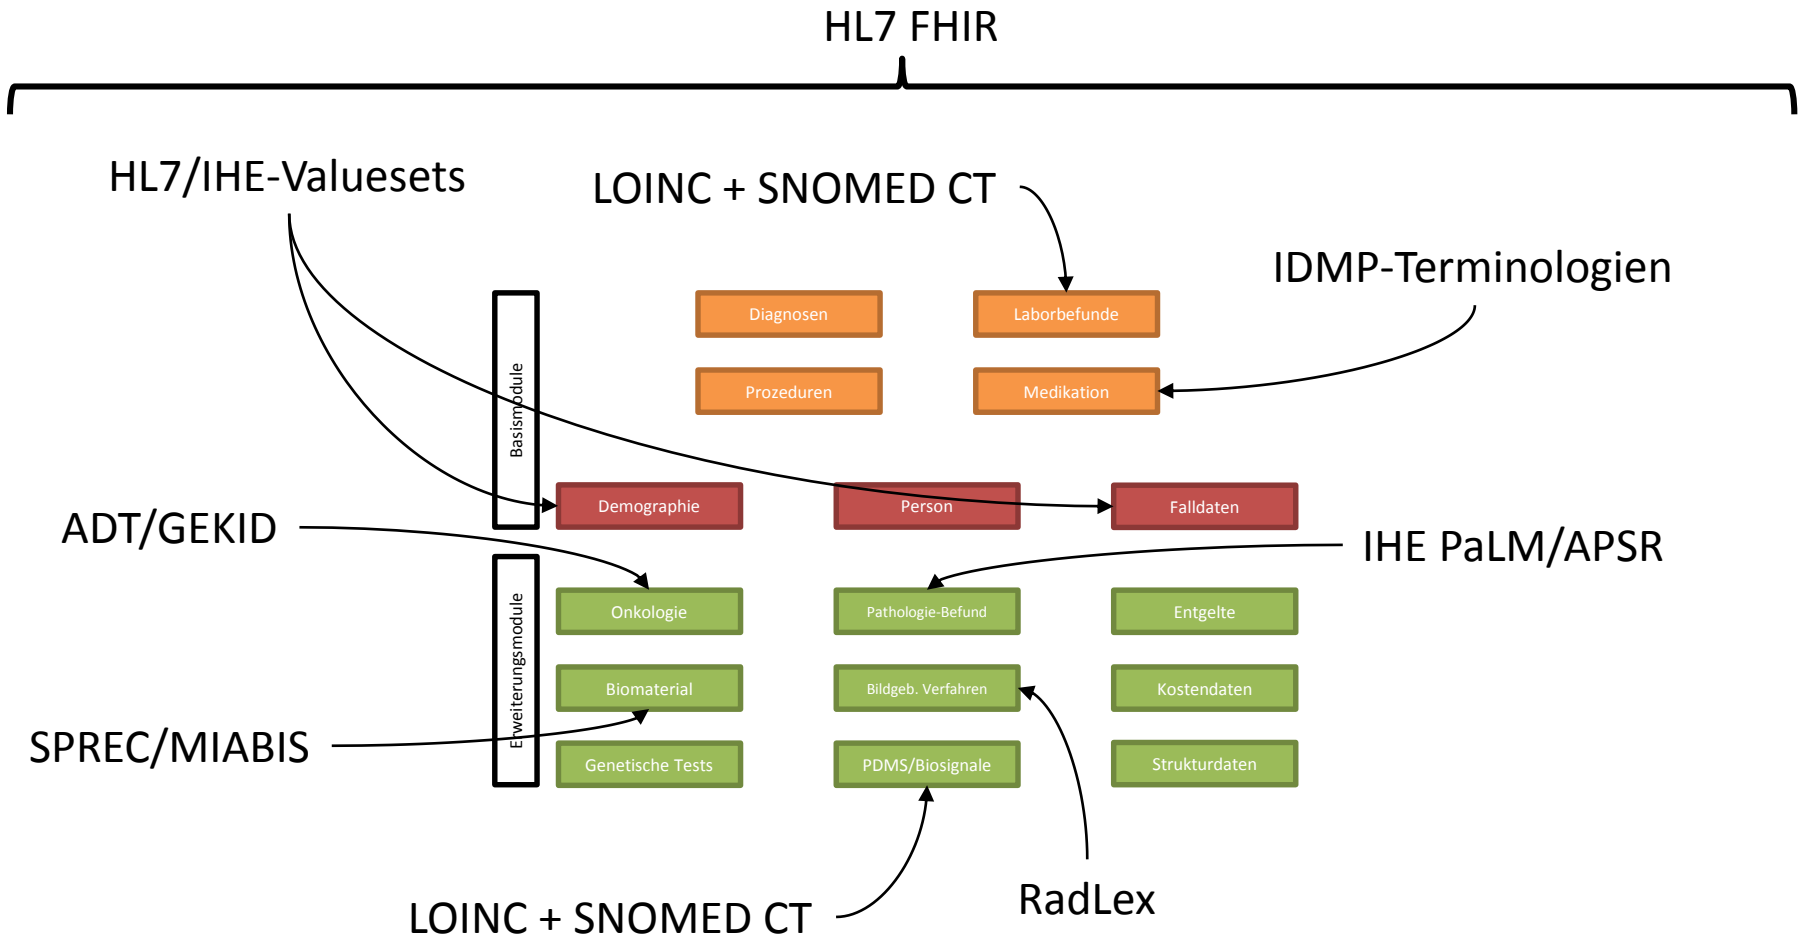 HL7 FHIR
HL7/IHE-Valuesets
LOINC + SNOMED CT
IDMP-Terminologien
Basismodule
Diagnosen
Laborbefunde
Prozeduren
Medikation
Demographie
Person
Falldaten
ADT/GEKID
IHE PaLM/APSR
Erweiterungsmodule
Onkologie
Pathologie-Befund
Entgelte
Biomaterial
Bildgeb. Verfahren
Kostendaten
SPREC/MIABIS
Genetische Tests
PDMS/Biosignale
Strukturdaten
LOINC + SNOMED CT
RadLex